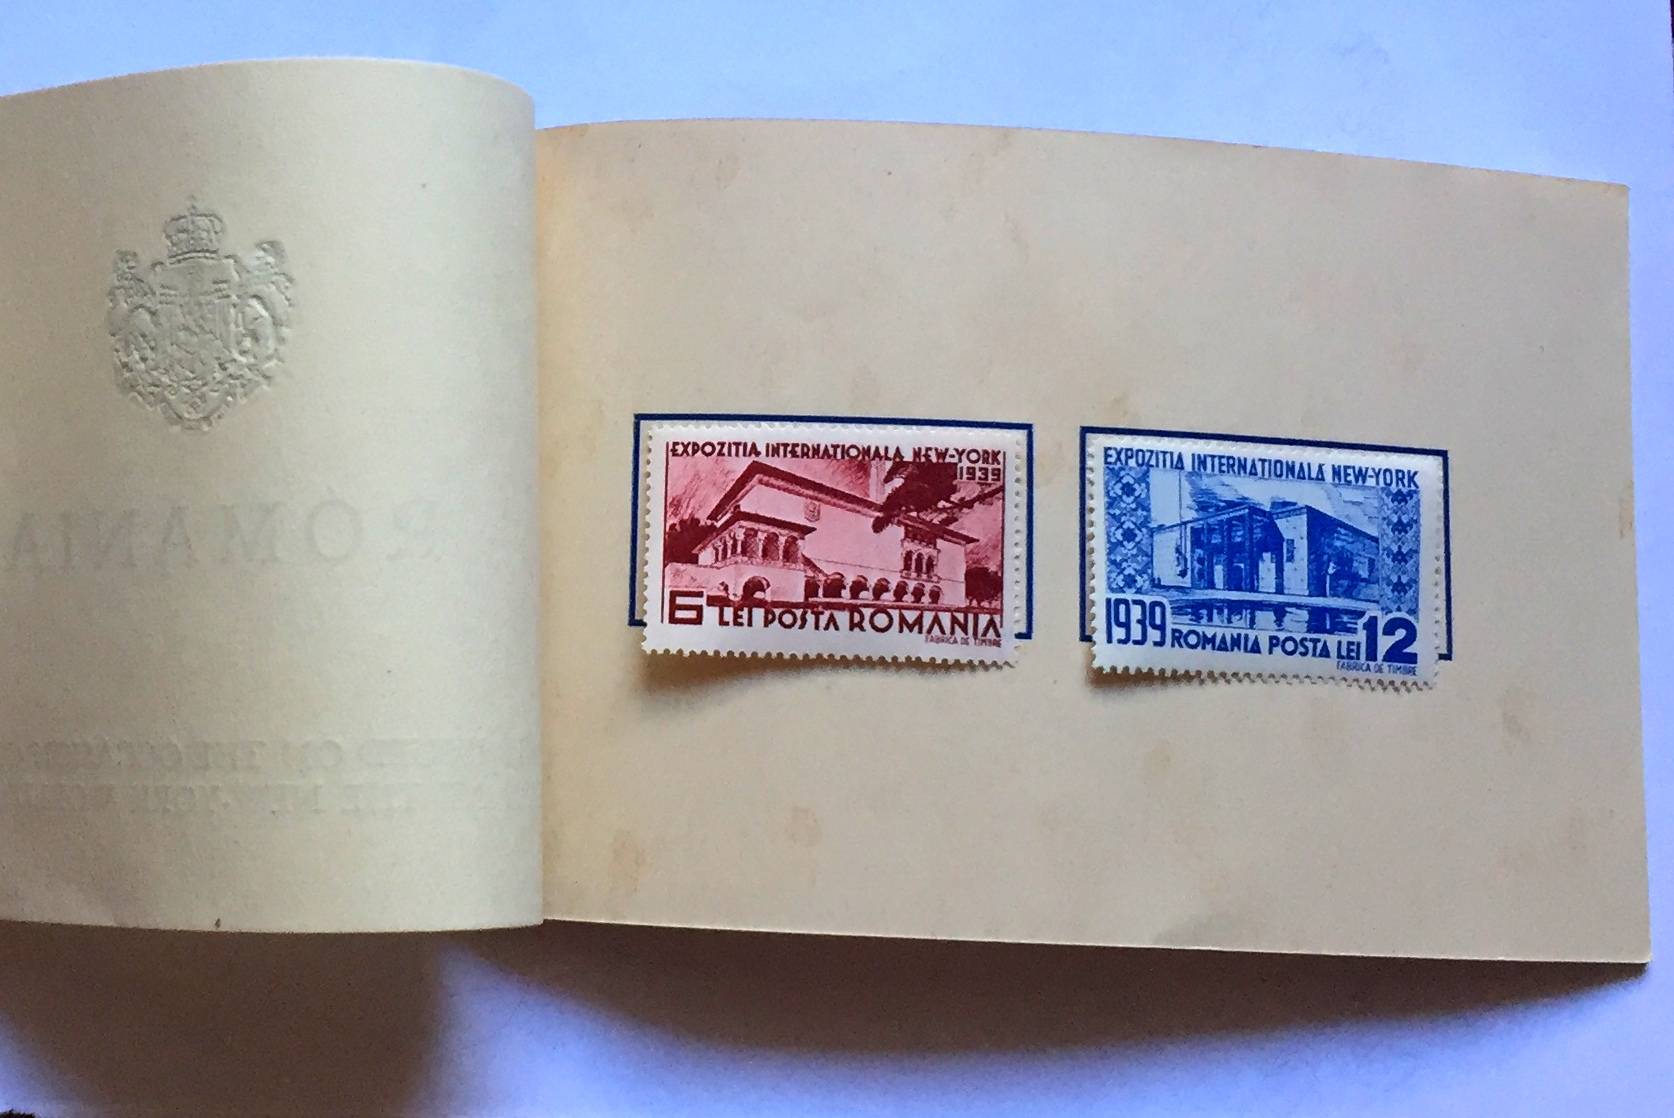 ROMANIA
EXPOZITIA INTERNATIONALA NEW-YORK
1939
6 LEI POSTA ROMANIA
FABRICA DE TIMBRE
EXPOZITIA INTERNATIONALA NEW-YORK
1939 ROMANIA POSTA LEI 12
FABRICA DE TIMBRE